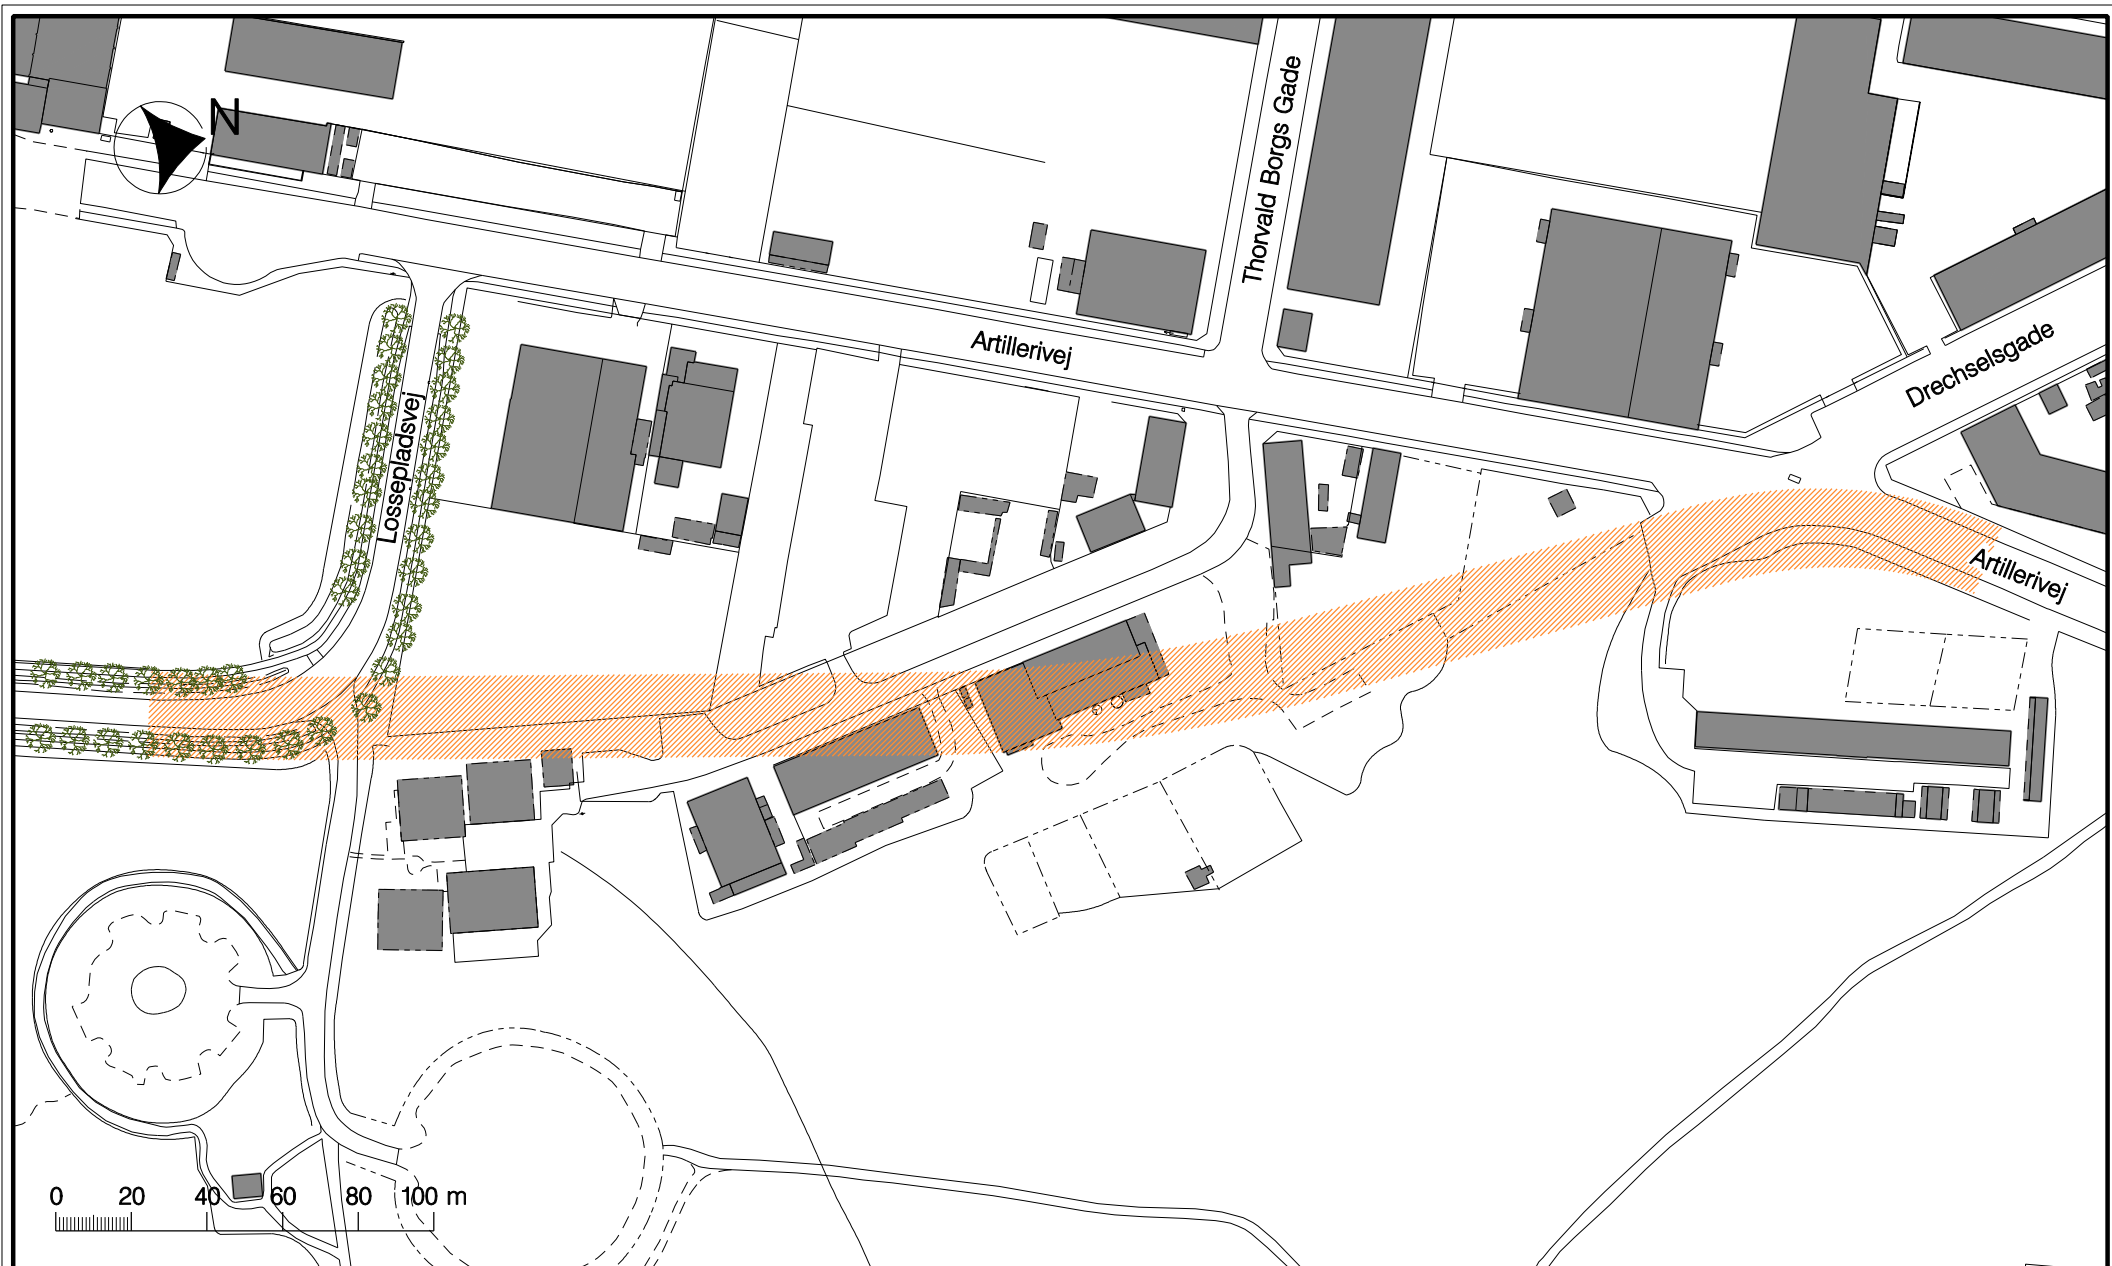 N
Thorvald Borgs Gade
Artillerivej
Drechselsgade
Lossepladsvej
Artillerivej
0 20 40 60 80 100 m